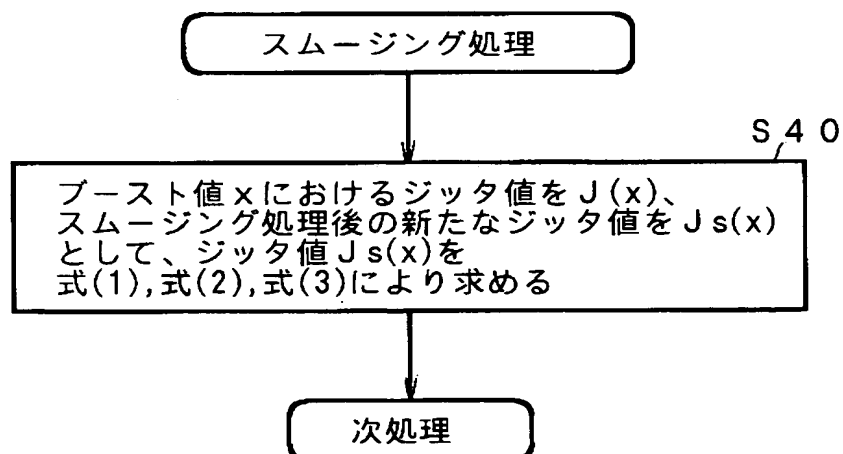 スムージング処理
S40
ブースト値xにおけるジッタ値をJ(x)、
スムージング処理後の新たなジッタ値をJs(x)
として、ジッタ値Js(x)を
式(1),式(2),式(3)により求める
次処理